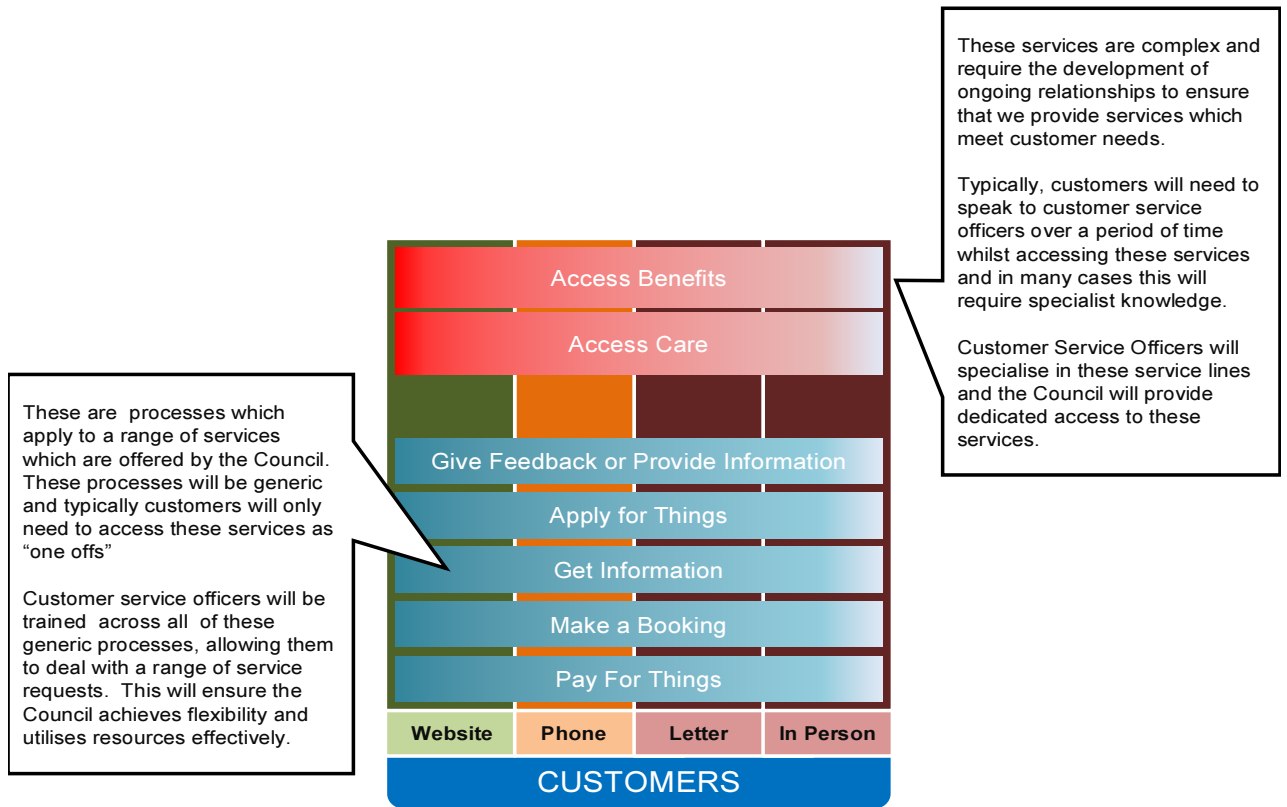 These services are complex and
require the development of
ongoing relationships to ensure
that we provide services which
meet customer needs.
Typically, customers will need to
speak to customer service
officers over a period of time
whilst accessing these services
and in many cases this will
require specialist knowledge.
Customer Service Officers will
specialise in these service lines
and the Council will provide
dedicated access to these
services.
Access Benefits
Access Care
These are processes which
apply to a range of services
which are offered by the Council.
These processes will be generic
and typically customers will only
need to access these services as
“one offs”
Customer service officers will be
trained across all of these
generic processes, allowing them
to deal with a range of service
requests. This will ensure the
Council achieves flexibility and
utilises resources effectively.
Give Feedback or Provide Information
Apply for Things
Get Information
Make a Booking
Pay For Things
Website Phone Letter In Person
CUSTOMERS